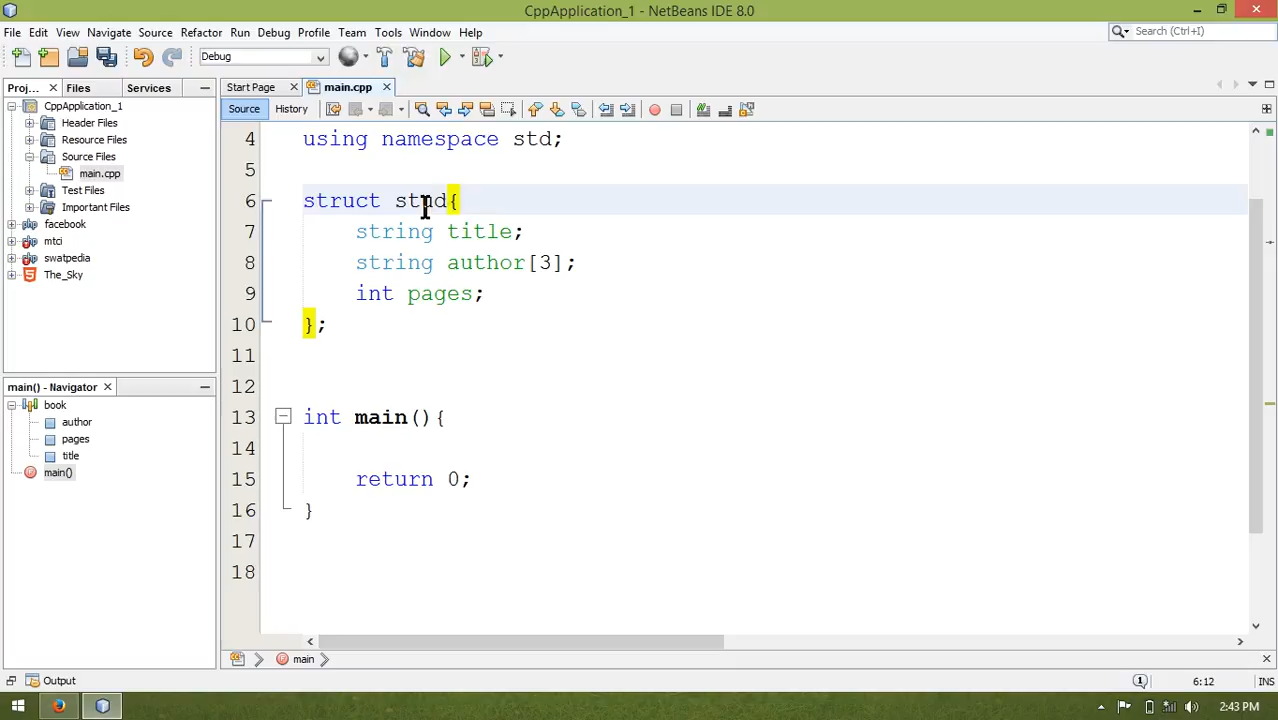 CppApplication_1 - NetBeans IDE 8.0
File Edit View Navigate Source Refactor Run Debug Profile Team Tools Window Help
Search (Ctrl+I)
Debug
Proj... Files Services
Start Page main.cpp
CppApplication_1
Header Files
Resource Files
Source Files
main.cpp
Test Files
Important Files
facebook
mtci
swatpedia
The_Sky
Source History
4 using namespace std;
5
6 struct stud{
7 string title;
8 string author[3];
9 int pages;
10 };
11
12
13 int main(){
14
15 return 0;
16 }
17
18
main() - Navigator
book
author
pages
title
main()
main
Output
6:12 INS
2:43 PM